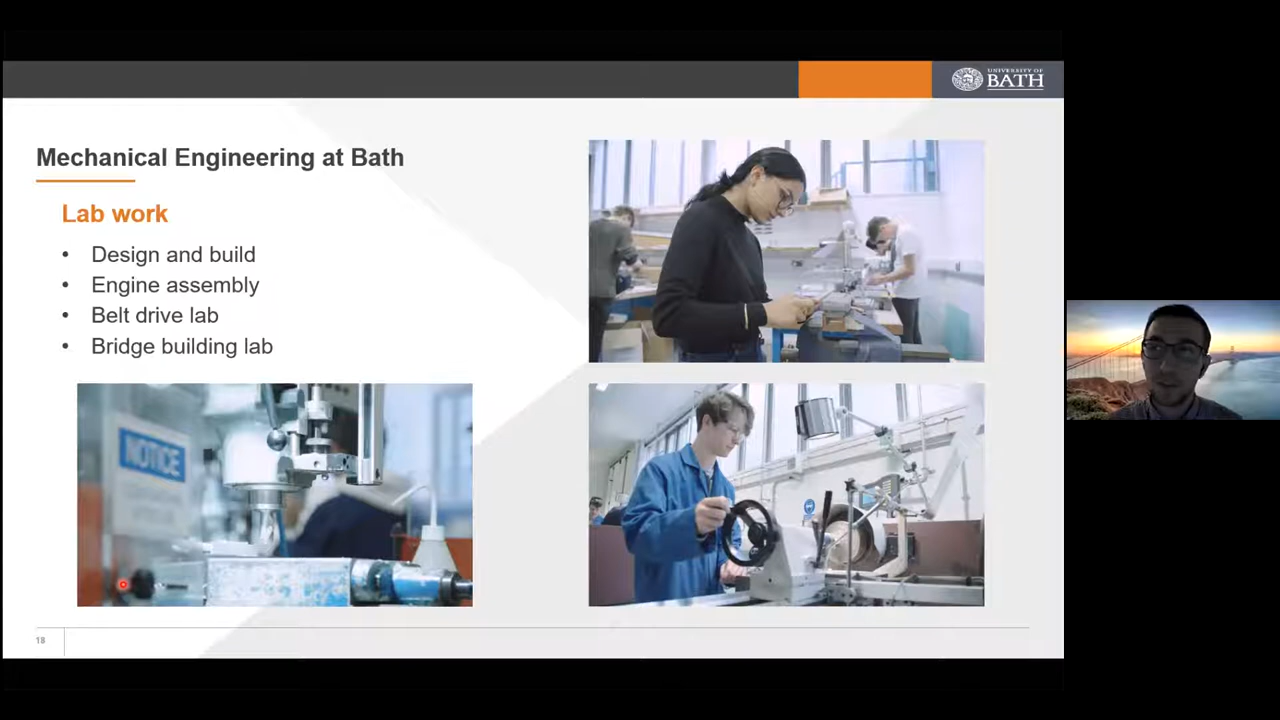 UNIVERSITY OF
BATH
Mechanical Engineering at Bath
Lab work
• Design and build
• Engine assembly
• Belt drive lab
• Bridge building lab
NOTICE
18